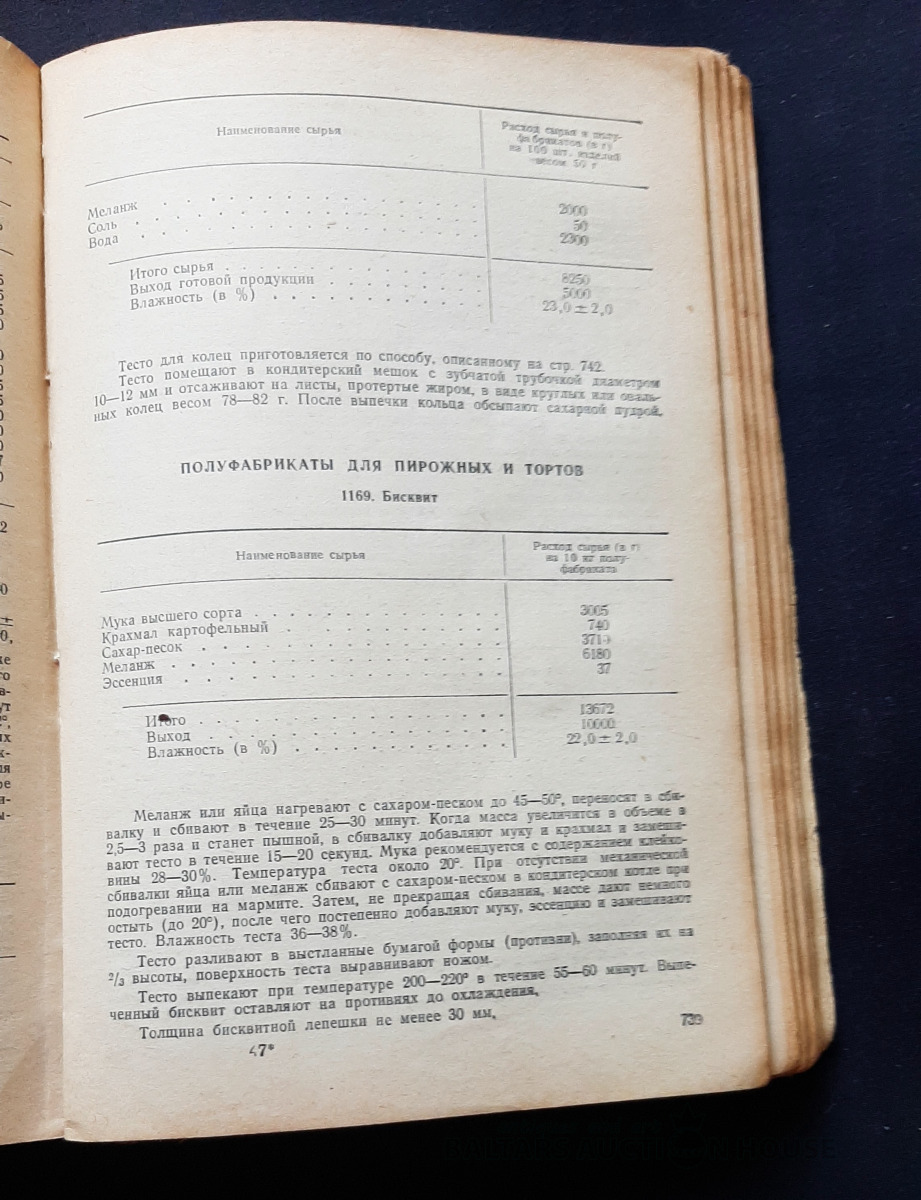 Наименование сырья
Расход сырья и полу-
фабрикатов (в г)
на 100 шт. изделий
весом 50 г
Меланж . . . . . . . . . . . . 2000
Соль . . . . . . . . . . . . 50
Вода . . . . . . . . . . . . 2300
Итого сырья . . . . . . . . . . 8250
Выход готовой продукции . . . . . . 5000
Влажность (в %) . . . . . . . . . 23,0±2,0
Тесто для колец приготовляется по способу, описанному на стр. 742.
Тесто помещают в кондитерский мешок с зубчатой трубочкой диаметром
10—12 мм и отсаживают на листы, протертые жиром, в виде круглых или оваль-
ных колец весом 78—82 г. После выпечки кольца обсыпают сахарной пудрой.
ПОЛУФАБРИКАТЫ ДЛЯ ПИРОЖНЫХ И ТОРТОВ
1169. Бисквит
Наименование сырья
Расход сырья (в г)
на 10 кг полу-
фабриката
Мука высшего сорта . . . . . . . . . 3005
Крахмал картофельный . . . . . . . . 740
Сахар-песок . . . . . . . . . . . 3710
Меланж . . . . . . . . . . . . 6180
Эссенция . . . . . . . . . . . . 37
Итого . . . . . . . . . . . . 13672
Выход . . . . . . . . . . . . 10000
Влажность (в %) . . . . . . . . . 22,0±2,0
Меланж или яйца нагревают с сахаром-песком до 45—50°, переносят в сби-
валку и сбивают в течение 25—30 минут. Когда масса увеличится в объеме в
2,5—3 раза и станет пышной, в сбивалку добавляют муку и крахмал и замеши-
вают тесто в течение 15—20 секунд. Мука рекомендуется с содержанием клейко-
вины 28—30%. Температура теста около 20°. При отсутствии механической
сбивалки яйца или меланж сбивают с сахаром-песком в кондитерском котле при
подогревании на мармите. Затем, не прекращая сбивания, массе дают немного
остыть (до 20°), после чего постепенно добавляют муку, эссенцию и замешивают
тесто. Влажность теста 36—38%.
Тесто разливают в выстланные бумагой формы (противни), заполняя их на
2/3 высоты, поверхность теста выравнивают ножом.
Тесто выпекают при температуре 200—220° в течение 55—60 минут. Выпе-
ченный бисквит оставляют на противнях до охлаждения.
Толщина бисквитной лепешки не менее 30 мм.
47*
739